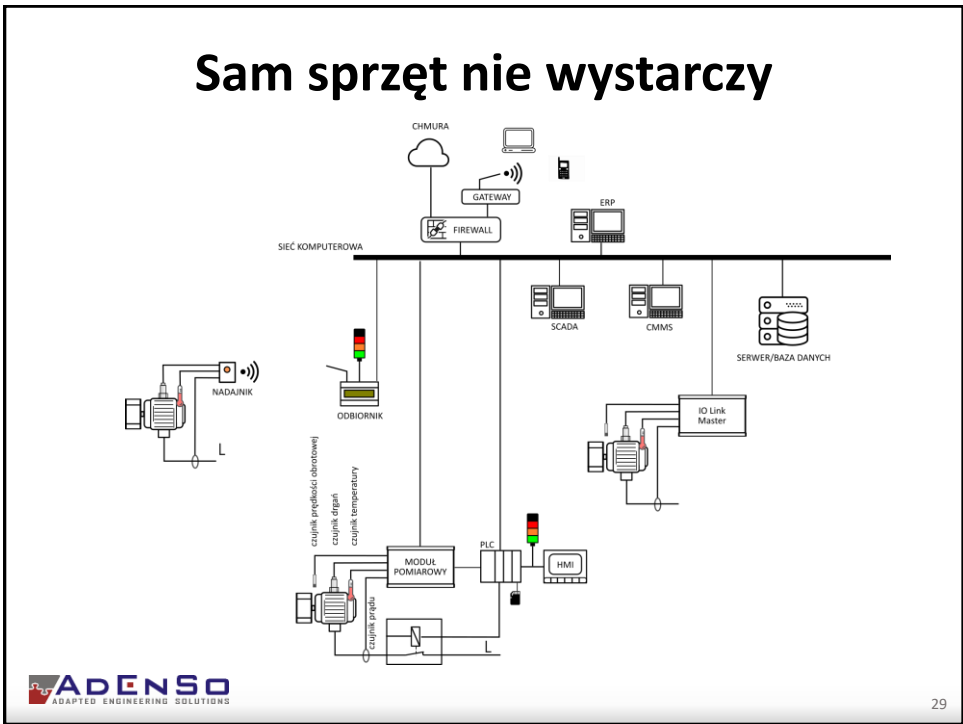 Sam sprzęt nie wystarczy
CHMURA
GATEWAY
FIREWALL
ERP
SIEĆ KOMPUTEROWA
SCADA
CMMS
SERWER/BAZA DANYCH
NADAJNIK
ODBIORNIK
IO Link
Master
L
czujnik prędkości obrotowej
czujnik drgań
czujnik temperatury
MODUŁ
POMIAROWY
PLC
HMI
czujnik prądu
L
ADENSO
ADAPTED ENGINEERING SOLUTIONS
29